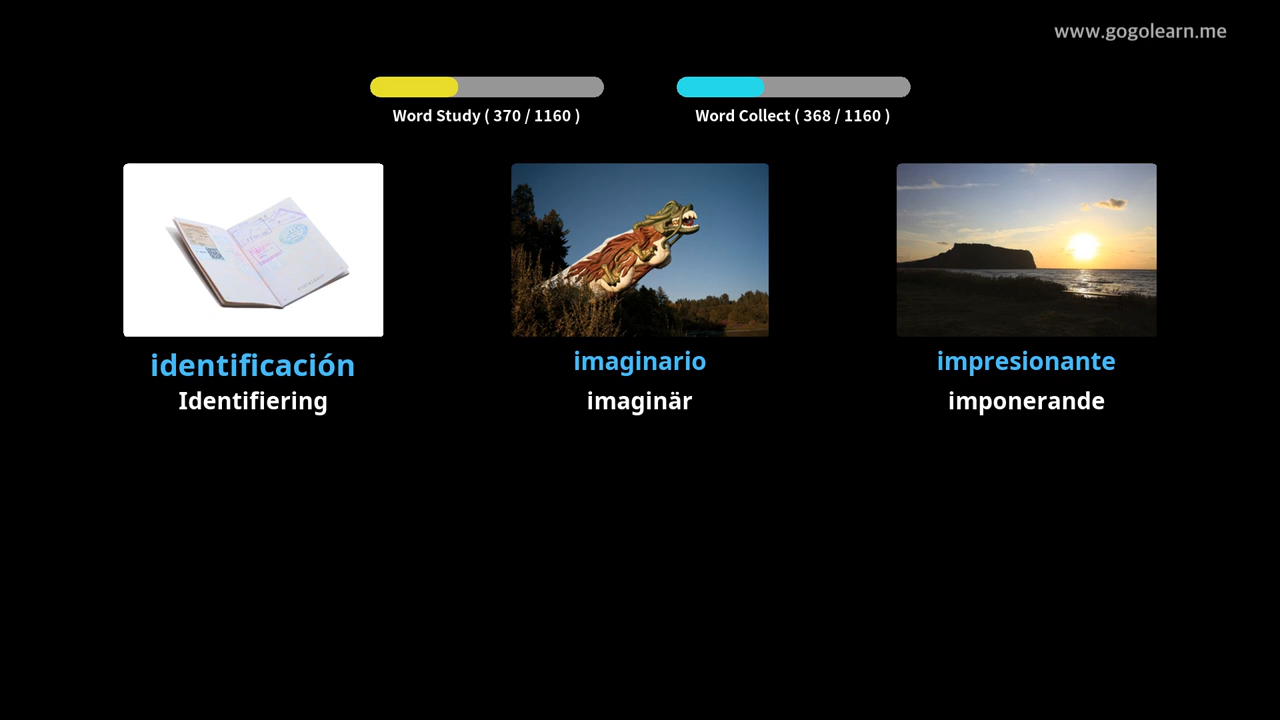 www.gogolearn.me
Word Study ( 370 / 1160 )
Word Collect ( 368 / 1160 )
identificación
Identifiering
imaginario
imaginär
impresionante
imponerande